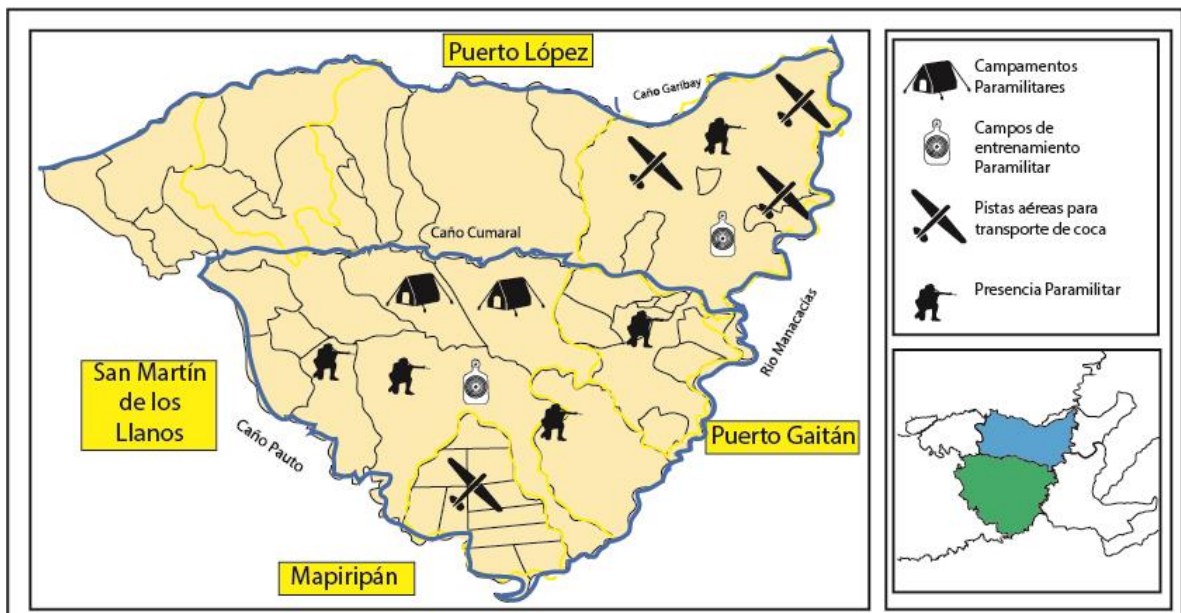 Puerto López
Caño Garibay
Caño Cumaral
Rio Manacacías
San Martín
de los
Llanos
Caño Pauto
Puerto Gaitán
Mapiripán
Campamentos
Paramilitares
Campos de
entrenamiento
Paramilitar
Pistas aéreas para
transporte de coca
Presencia Paramilitar